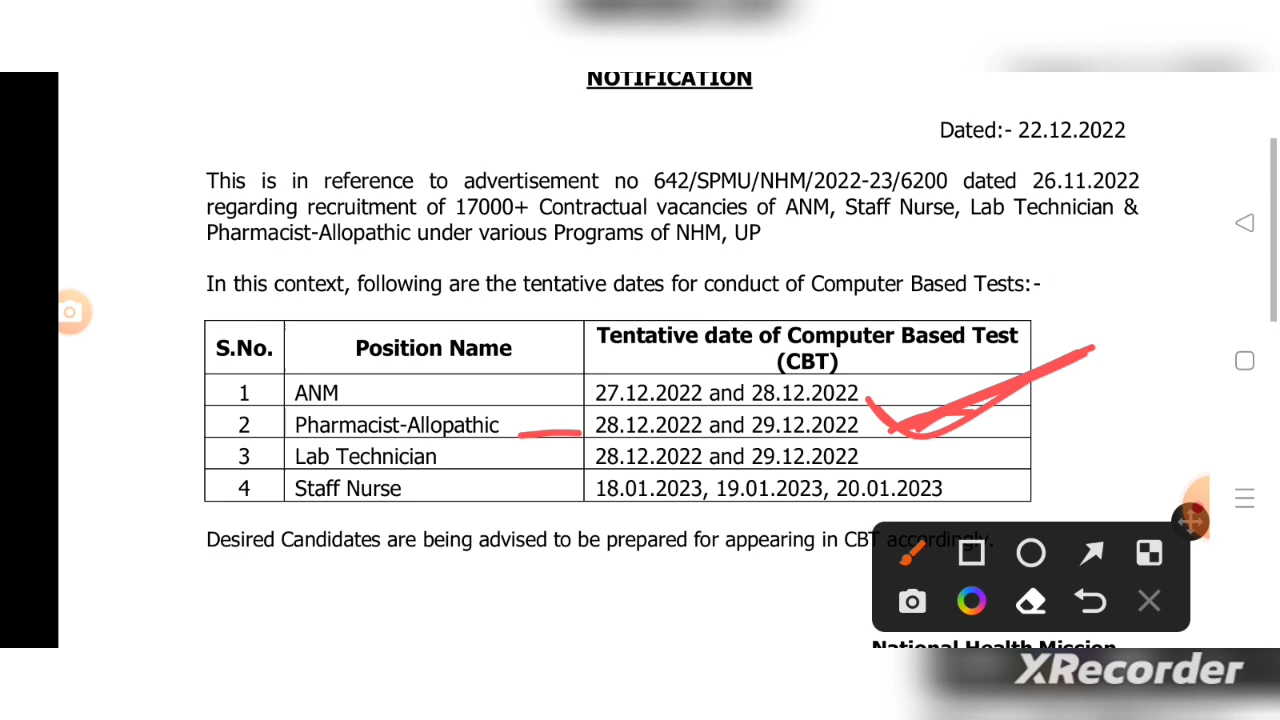 NOTIFICATION
Dated:- 22.12.2022
This is in reference to advertisement no 642/SPMU/NHM/2022-23/6200 dated 26.11.2022
regarding recruitment of 17000+ Contractual vacancies of ANM, Staff Nurse, Lab Technician &
Pharmacist-Allopathic under various Programs of NHM, UP
In this context, following are the tentative dates for conduct of Computer Based Tests:-
S.No. Position Name Tentative date of Computer Based Test
(CBT)
1 ANM 27.12.2022 and 28.12.2022
2 Pharmacist-Allopathic 28.12.2022 and 29.12.2022
3 Lab Technician 28.12.2022 and 29.12.2022
4 Staff Nurse 18.01.2023, 19.01.2023, 20.01.2023
Desired Candidates are being advised to be prepared for appearing in CBT accordingly.
National Health Mission
XRecorder